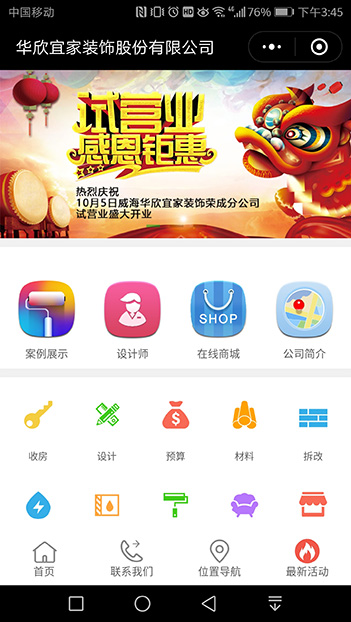 中国移动
HD
76%
下午3:45
华欣宜家装饰股份有限公司
试营业
感恩钜惠
热烈庆祝
10月5日威海华欣宜家装饰荣成分公司
试营业盛大开业
SHOP
案例展示 设计师 在线商城 公司简介
$
收房 设计 预算 材料 拆改
首页 联系我们 位置导航 最新活动